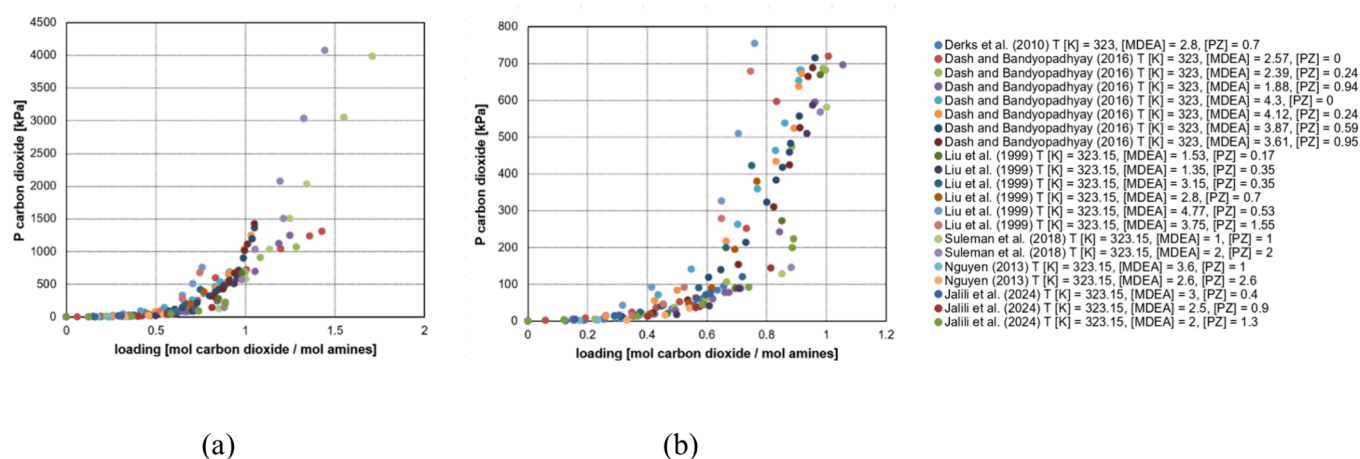 4500
4000
3500
3000
2500
2000
1500
1000
500
0
P carbon dioxide [kPa]
0 0.5 1 1.5 2
loading [mol carbon dioxide / mol amines]
(a)
800
700
600
500
400
300
200
100
0
P carbon dioxide [kPa]
0 0.2 0.4 0.6 0.8 1 1.2
loading [mol carbon dioxide / mol amines]
(b)
Derks et al. (2010) T [K] = 323, [MDEA] = 2.8, [PZ] = 0.7
Dash and Bandyopadhyay (2016) T [K] = 323, [MDEA] = 2.57, [PZ] = 0
Dash and Bandyopadhyay (2016) T [K] = 323, [MDEA] = 2.39, [PZ] = 0.24
Dash and Bandyopadhyay (2016) T [K] = 323, [MDEA] = 1.88, [PZ] = 0.94
Dash and Bandyopadhyay (2016) T [K] = 323, [MDEA] = 4.3, [PZ] = 0
Dash and Bandyopadhyay (2016) T [K] = 323, [MDEA] = 4.12, [PZ] = 0.24
Dash and Bandyopadhyay (2016) T [K] = 323, [MDEA] = 3.87, [PZ] = 0.59
Dash and Bandyopadhyay (2016) T [K] = 323, [MDEA] = 3.61, [PZ] = 0.95
Liu et al. (1999) T [K] = 323.15, [MDEA] = 1.53, [PZ] = 0.17
Liu et al. (1999) T [K] = 323.15, [MDEA] = 1.35, [PZ] = 0.35
Liu et al. (1999) T [K] = 323.15, [MDEA] = 3.15, [PZ] = 0.35
Liu et al. (1999) T [K] = 323.15, [MDEA] = 2.8, [PZ] = 0.7
Liu et al. (1999) T [K] = 323.15, [MDEA] = 4.77, [PZ] = 0.53
Liu et al. (1999) T [K] = 323.15, [MDEA] = 3.75, [PZ] = 1.55
Suleman et al. (2018) T [K] = 323.15, [MDEA] = 1, [PZ] = 1
Suleman et al. (2018) T [K] = 323.15, [MDEA] = 2, [PZ] = 2
Nguyen (2013) T [K] = 323.15, [MDEA] = 3.6, [PZ] = 1
Nguyen (2013) T [K] = 323.15, [MDEA] = 2.6, [PZ] = 2.6
Jalili et al. (2024) T [K] = 323.15, [MDEA] = 3, [PZ] = 0.4
Jalili et al. (2024) T [K] = 323.15, [MDEA] = 2.5, [PZ] = 0.9
Jalili et al. (2024) T [K] = 323.15, [MDEA] = 2, [PZ] = 1.3